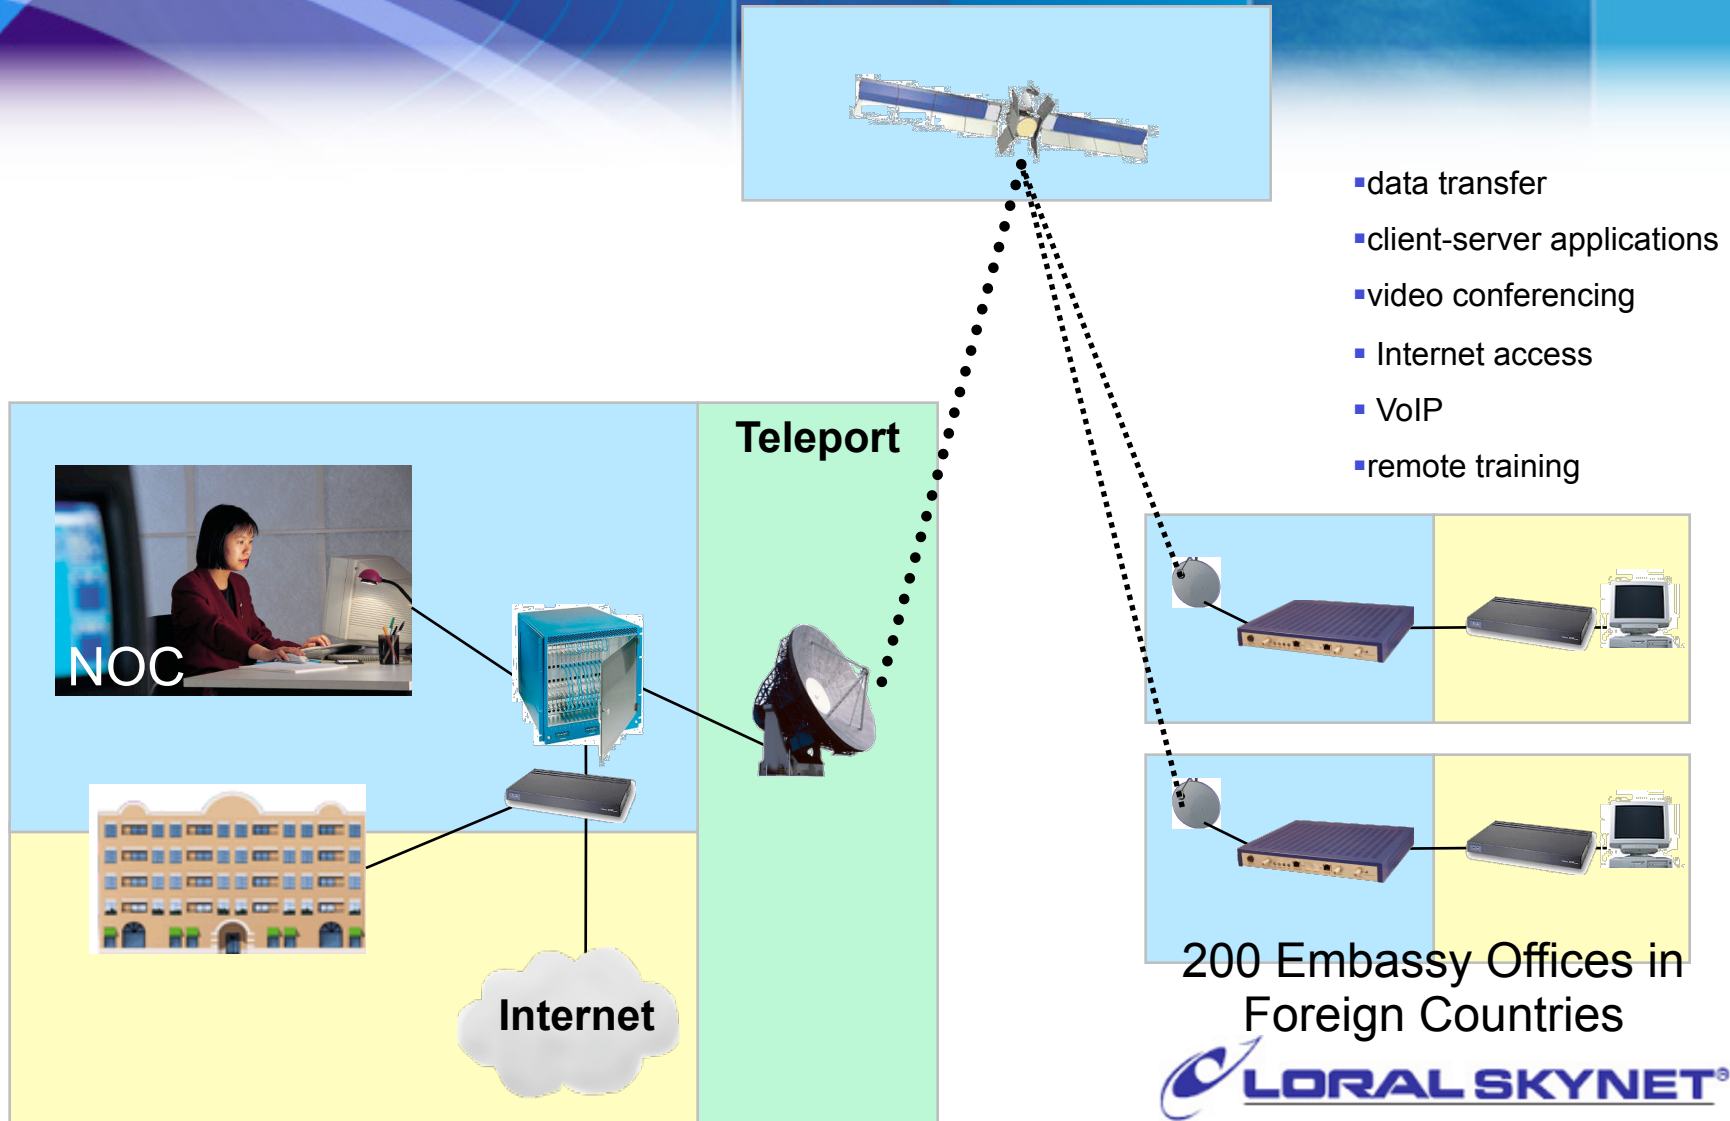 data transfer
client-server applications
video conferencing
Internet access
VoIP
remote training
Teleport
NOC
Internet
200 Embassy Offices in
Foreign Countries
LORAL SKYNET®